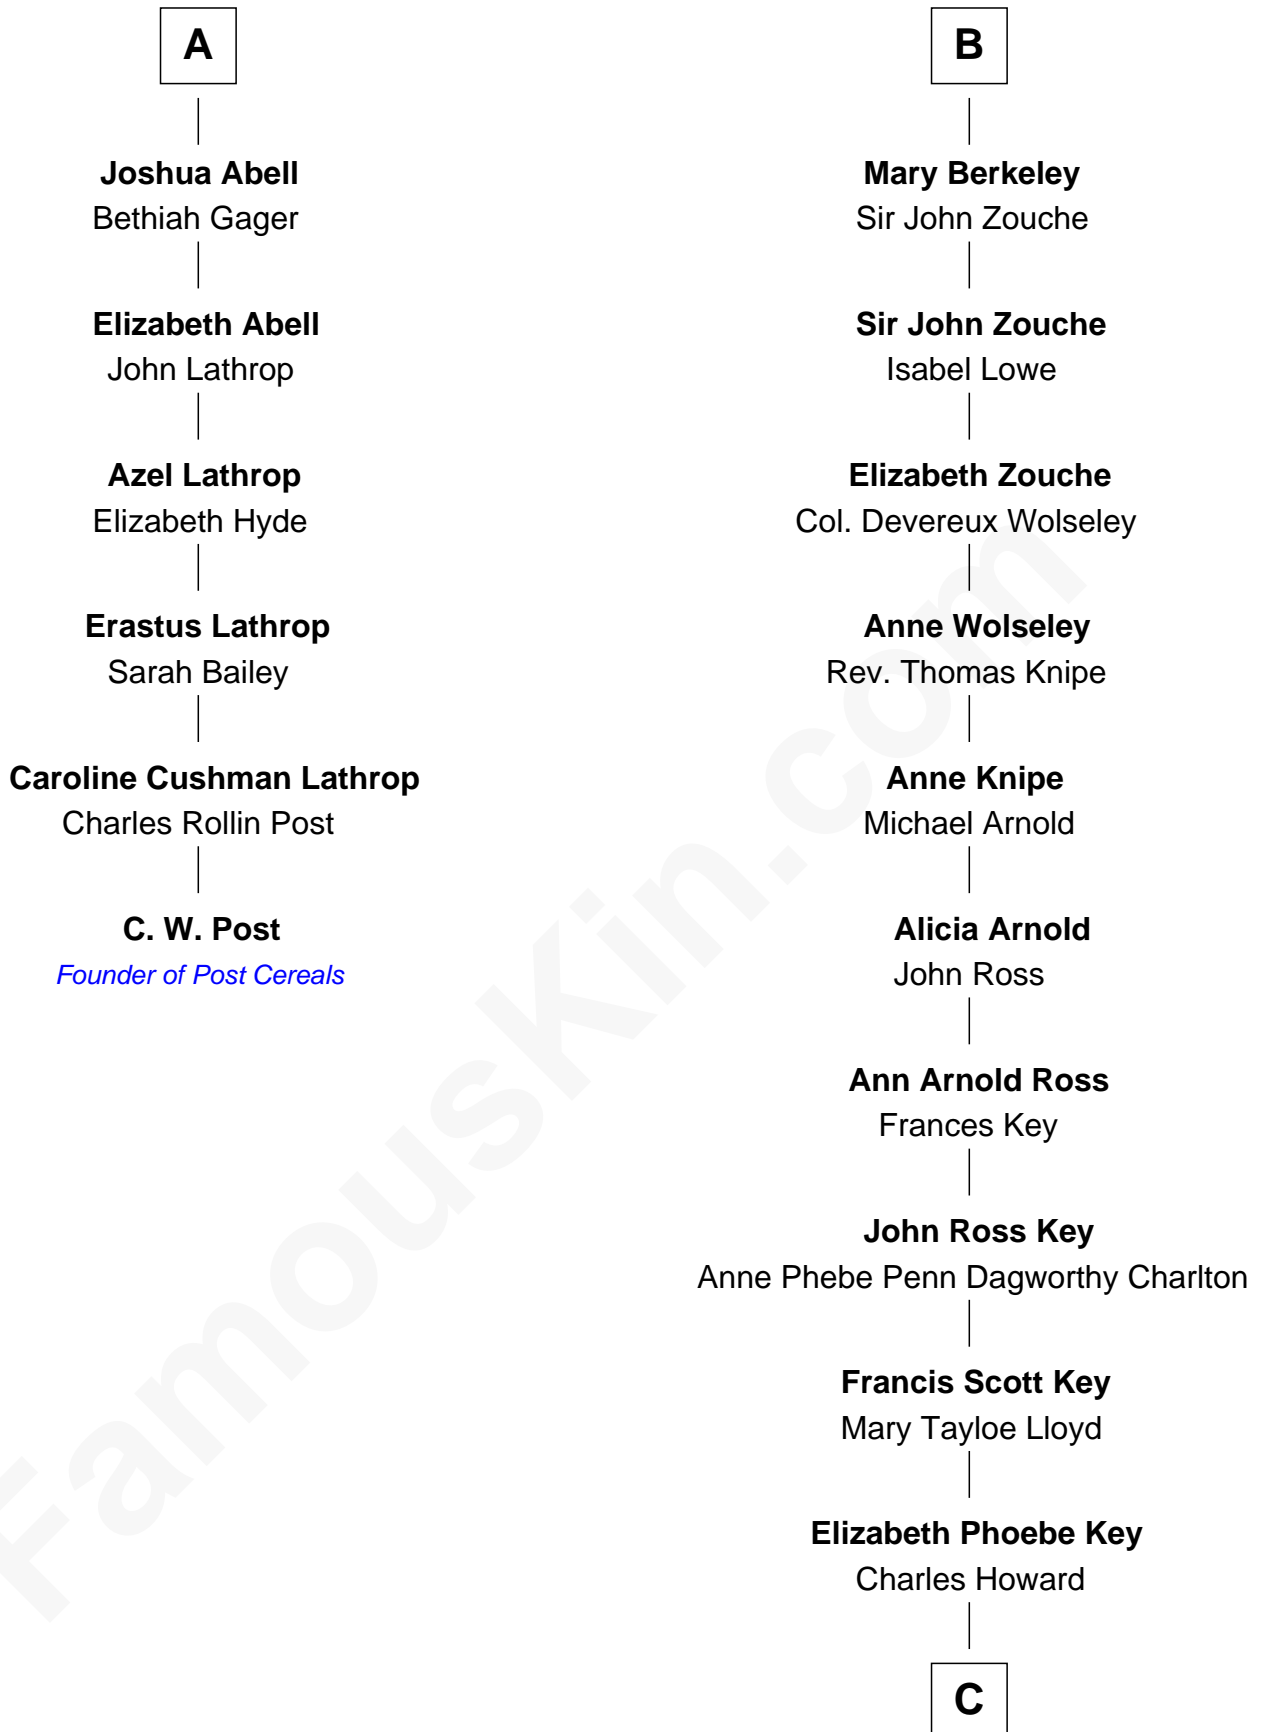 A
Joshua Abell
Bethiah Gager
Elizabeth Abell
John Lathrop
Azel Lathrop
Elizabeth Hyde
Erastus Lathrop
Sarah Bailey
Caroline Cushman Lathrop
Charles Rollin Post
C. W. Post
Founder of Post Cereals
B
Mary Berkeley
Sir John Zouche
Sir John Zouche
Isabel Lowe
Elizabeth Zouche
Col. Devereux Wolseley
Anne Wolseley
Rev. Thomas Knipe
Anne Knipe
Michael Arnold
Alicia Arnold
John Ross
Ann Arnold Ross
Frances Key
John Ross Key
Anne Phebe Penn Dagworthy Charlton
Francis Scott Key
Mary Tayloe Lloyd
Elizabeth Phoebe Key
Charles Howard
C
FamousKin.com